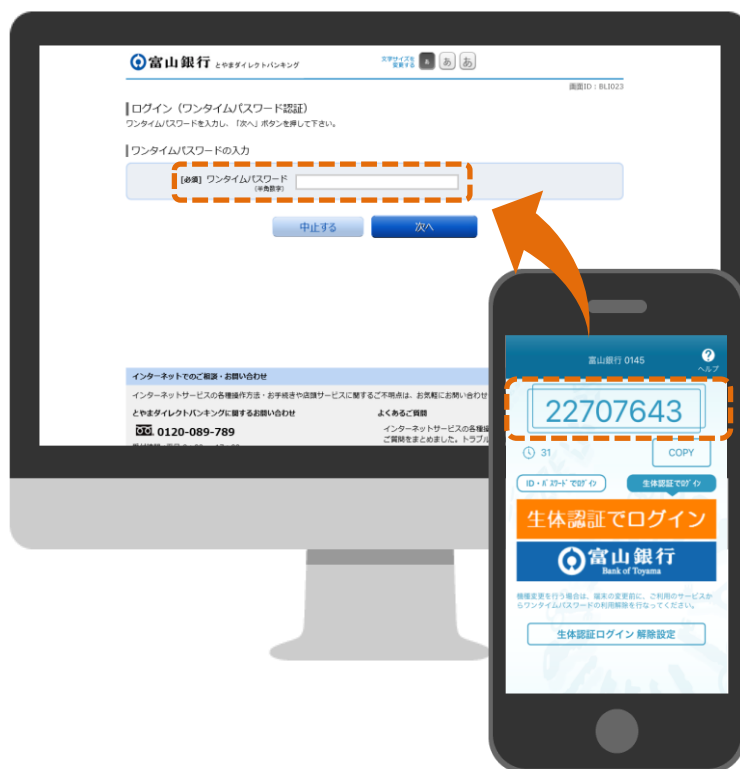 富山銀行 とやまダイレクトバンキング
文字サイズを
変更する
あ あ あ
画面ID：BLI023
ログイン（ワンタイムパスワード認証）
ワンタイムパスワードを入力し、「次へ」ボタンを押して下さい。
ワンタイムパスワードの入力
[必須] ワンタイムパスワード
（半角数字）
中止する
次へ
インターネットでのご相談・お問い合わせ
インターネットサービスの各種操作方法・お手続きや店頭サービスに関するご不明点は、お気軽にお問い合わせ
とやまダイレクトバンキングに関するお問い合わせ
0120-089-789
よくあるご質問
インターネットサービスの各種操
ご質問をまとめました。トラブル
富山銀行 0145
?
ヘルプ
22707643
31
COPY
ID・ﾊﾟｽﾜｰﾄﾞでﾛｸﾞｲﾝ
生体認証でﾛｸﾞｲﾝ
生体認証でログイン
富山銀行
Bank of Toyama
機種変更を行う場合は、端末の変更前に、ご利用のサービスか
らワンタイムパスワードの利用解除を行なってください。
生体認証ログイン 解除設定